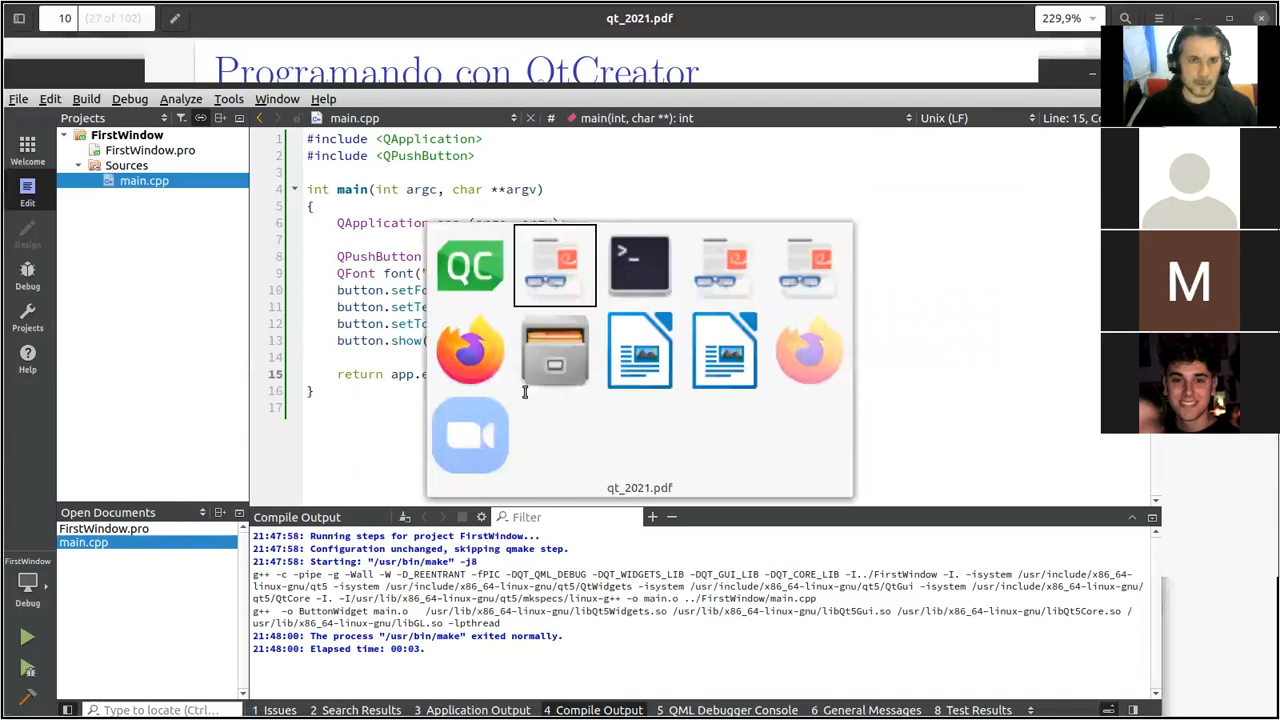 10
(27 of 102)
qt_2021.pdf
229,9%
Programando con QtCreator
File Edit Build Debug Analyze Tools Window Help
Projects
main.cpp
#
main(int, char **): int
Unix (LF)
Line: 15, Co
Welcome
Edit
Design
Debug
Projects
Help
FirstWindow
FirstWindow.pro
Sources
main.cpp
1 #include <QApplication>
2 #include <QPushButton>
3
4 int main(int argc, char **argv)
5 {
6 QApplication
7
8 QPushButton
9 QFont font("
10 button.setFo
11 button.setTe
12 button.setTo
13 button.show(
14
15 return app.e
16 }
17
QC
>_
qt_2021.pdf
M
Open Documents
FirstWindow.pro
main.cpp
FirstWindow
Debug
Compile Output
Filter
21:47:58: Running steps for project FirstWindow...
21:47:58: Configuration unchanged, skipping qmake step.
21:47:58: Starting: "/usr/bin/make" -j8
g++ -c -pipe -g -Wall -W -D_REENTRANT -fPIC -DQT_QML_DEBUG -DQT_WIDGETS_LIB -DQT_GUI_LIB -DQT_CORE_LIB -I../FirstWindow -I. -isystem /usr/include/x86_64-
linux-gnu/qt5 -isystem /usr/include/x86_64-linux-gnu/qt5/QtWidgets -isystem /usr/include/x86_64-linux-gnu/qt5/QtGui -isystem /usr/include/x86_64-linux-gnu/
qt5/QtCore -I. -I/usr/lib/x86_64-linux-gnu/qt5/mkspecs/linux-g++ -o main.o ../FirstWindow/main.cpp
g++ -o ButtonWidget main.o /usr/lib/x86_64-linux-gnu/libQt5Widgets.so /usr/lib/x86_64-linux-gnu/libQt5Gui.so /usr/lib/x86_64-linux-gnu/libQt5Core.so /
usr/lib/x86_64-linux-gnu/libGL.so -lpthread
21:48:00: The process "/usr/bin/make" exited normally.
21:48:00: Elapsed time: 00:03.
Type to locate (Ctrl+...
1 Issues 2 Search Results 3 Application Output 4 Compile Output 5 QML Debugger Console 6 General Messages 8 Test Results